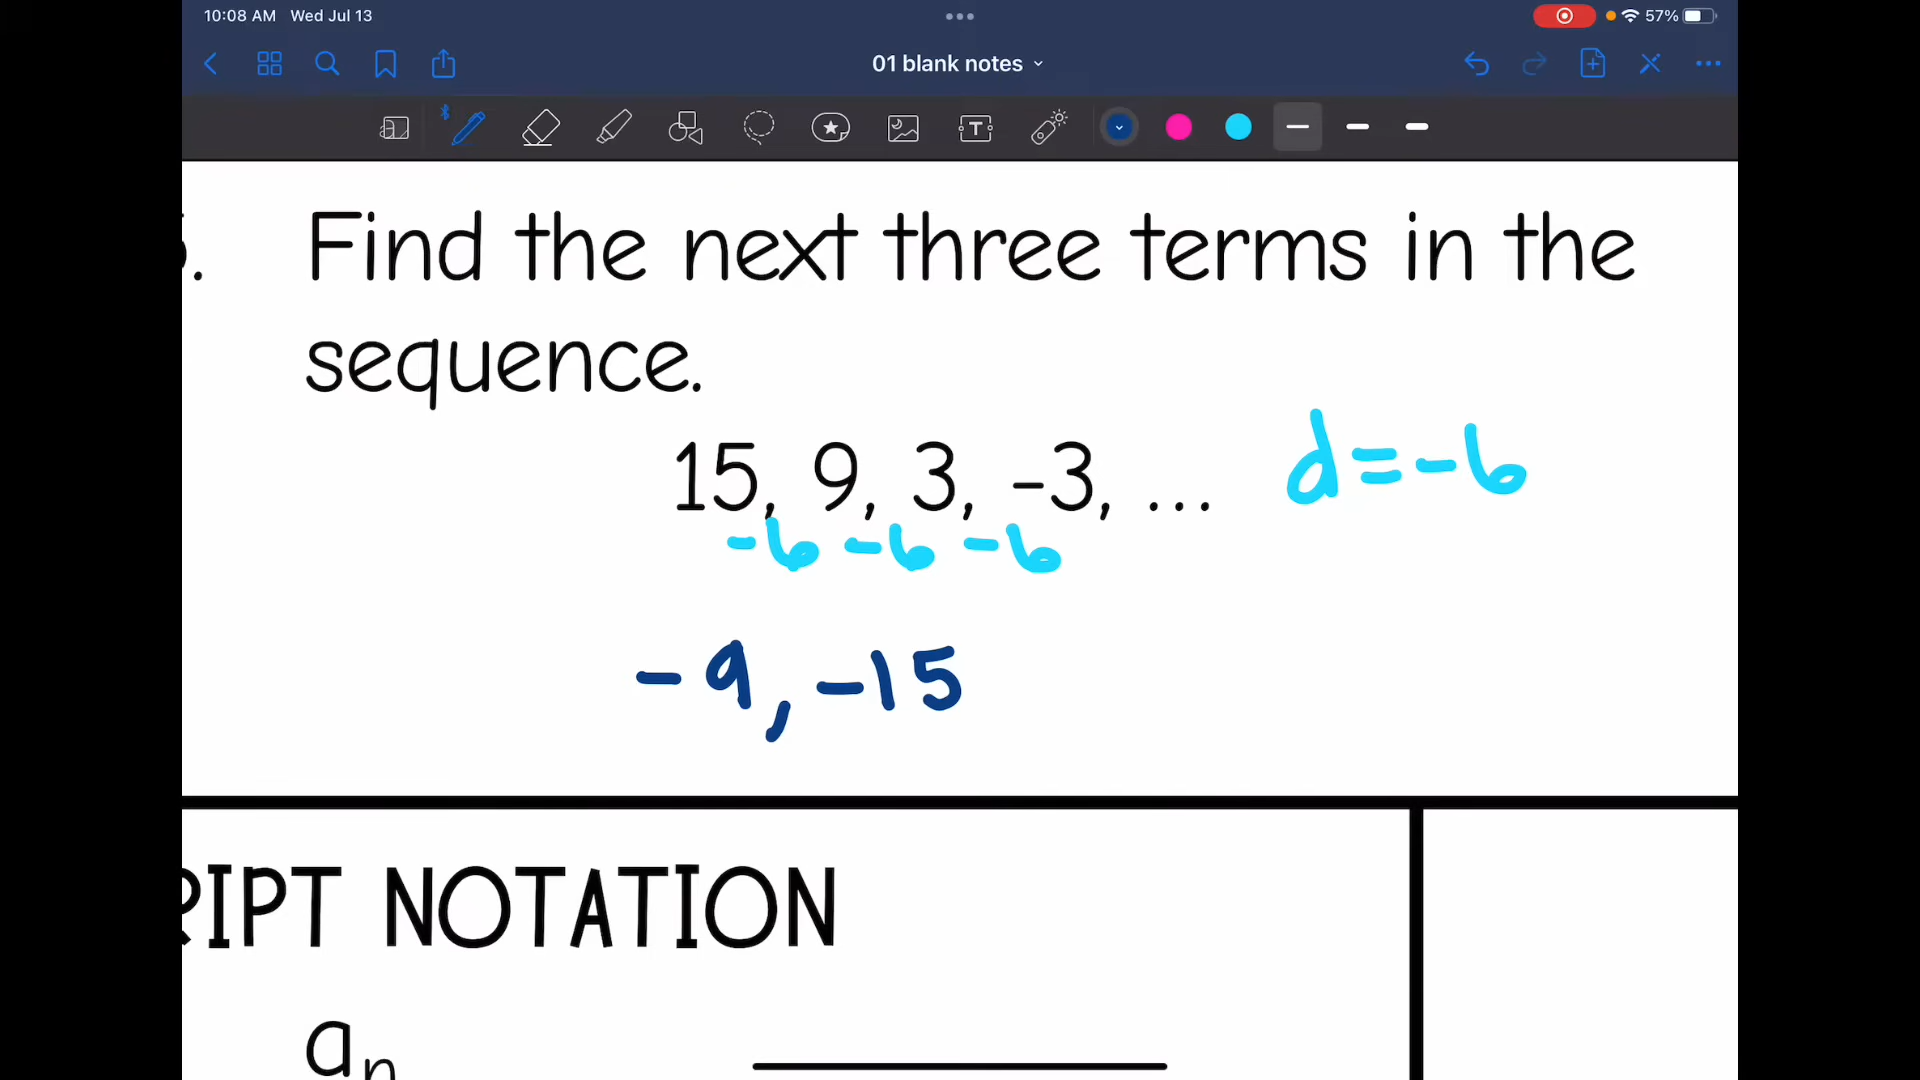 10:08 AM Wed Jul 13
57%
01 blank notes
T
. Find the next three terms in the
sequence.
15, 9, 3, -3, ...
d=-6
-6 -6 -6
-9, -15
RIPT NOTATION
an